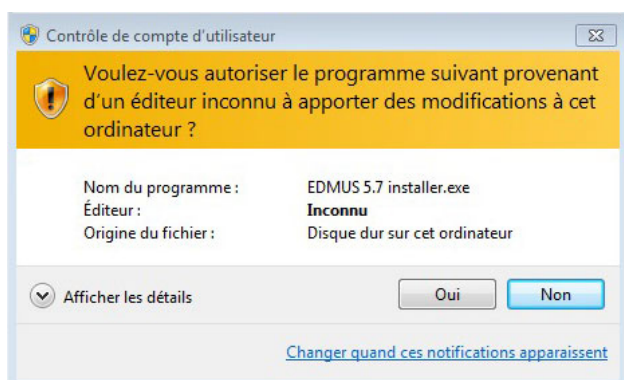 Contrôle de compte d'utilisateur
Voulez-vous autoriser le programme suivant provenant
d'un éditeur inconnu à apporter des modifications à cet
ordinateur ?
Nom du programme : EDMUS 5.7 installer.exe
Éditeur : Inconnu
Origine du fichier : Disque dur sur cet ordinateur
Afficher les détails Oui Non
Changer quand ces notifications apparaissent